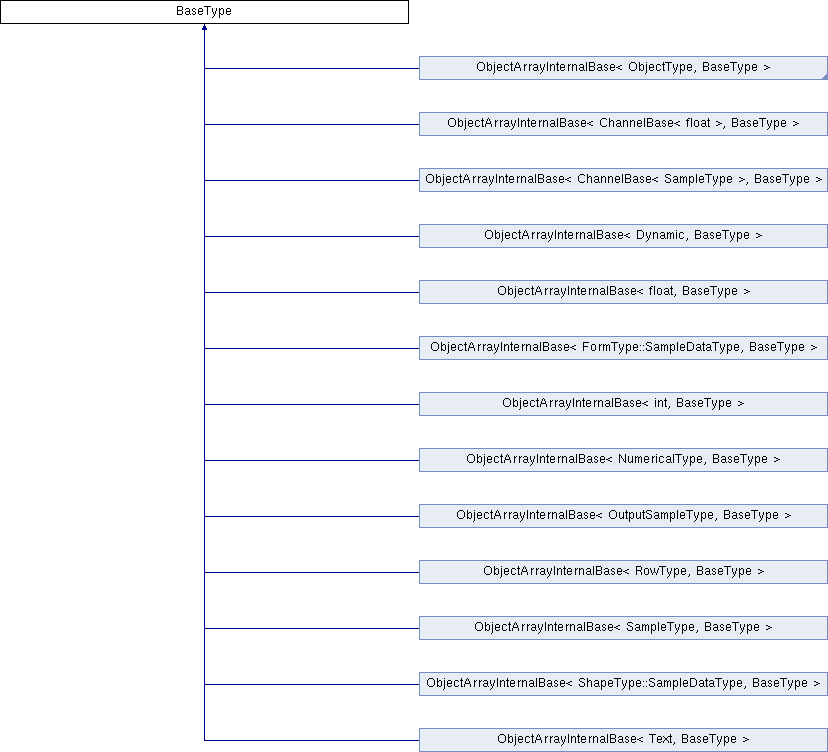 BaseType
ObjectArrayInternalBase< ObjectType, BaseType >
ObjectArrayInternalBase< ChannelBase< float >, BaseType >
ObjectArrayInternalBase< ChannelBase< SampleType >, BaseType >
ObjectArrayInternalBase< Dynamic, BaseType >
ObjectArrayInternalBase< float, BaseType >
ObjectArrayInternalBase< FormType::SampleDataType, BaseType >
ObjectArrayInternalBase< int, BaseType >
ObjectArrayInternalBase< NumericalType, BaseType >
ObjectArrayInternalBase< OutputSampleType, BaseType >
ObjectArrayInternalBase< RowType, BaseType >
ObjectArrayInternalBase< SampleType, BaseType >
ObjectArrayInternalBase< ShapeType::SampleDataType, BaseType >
ObjectArrayInternalBase< Text, BaseType >